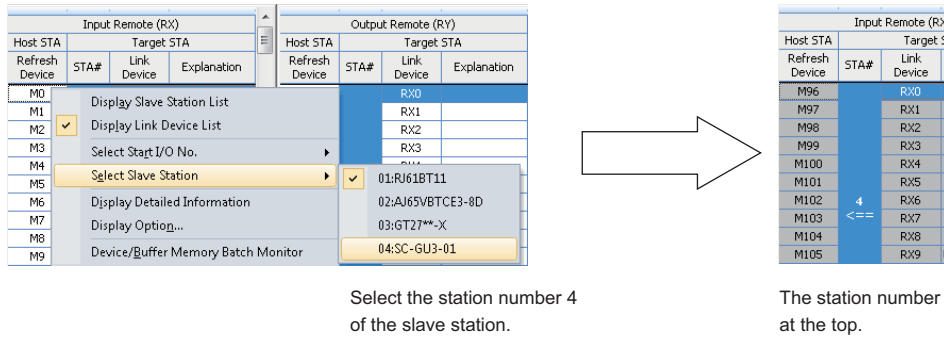 Input Remote (RX)
Output Remote (RY)
Host STA Target STA
Host STA Target STA
Refresh Device STA# Link Device Explanation
Refresh Device STA# Link Device Explanation
M0 RX0
M1 RX1
M2 RX2
M3 RX3
M4
M5
M6
M7
M8
M9
Display Slave Station List
Display Link Device List
Select Start I/O No.
Select Slave Station
Display Detailed Information
Display Option...
Device/Buffer Memory Batch Monitor
01:RJ61BT11
02:AJ65VBTCE3-8D
03:GT27**-X
04:SC-GU3-01
Select the station number 4
of the slave station.
Input Remote
Host STA Target
Refresh Device STA# Link Device
M96 RX0
M97 RX1
M98 RX2
M99 RX3
M100 RX4
M101 RX5
M102 4 RX6
M103 <== RX7
M104 RX8
M105 RX9
The station number
at the top.